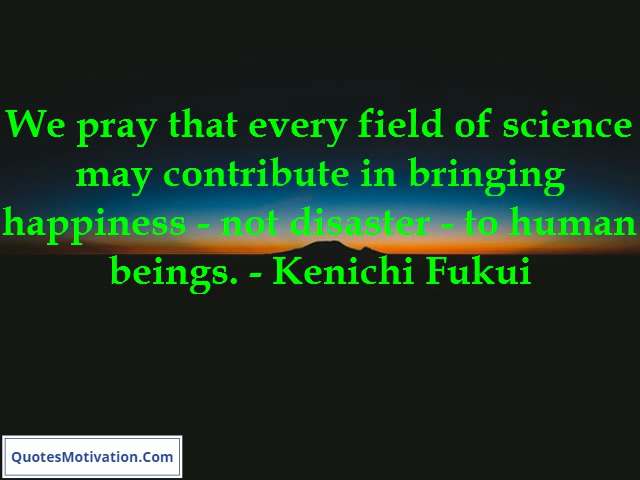 We pray that every field of science
may contribute in bringing
happiness - not disaster - to human
beings. - Kenichi Fukui
QuotesMotivation.Com